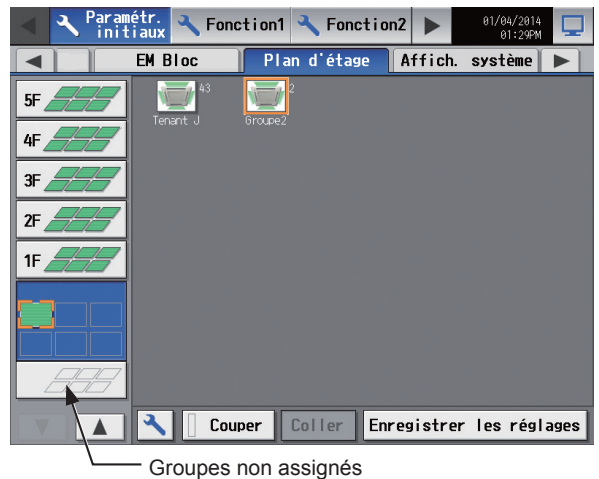 Paramétr. initiaux
Fonction1
Fonction2
01/04/2014
01:29PM
EM Bloc
Plan d'étage
Affich. système
5F
4F
3F
2F
1F
43
Tenant J
2
Groupe2
Couper
Coller
Enregistrer les réglages
Groupes non assignés